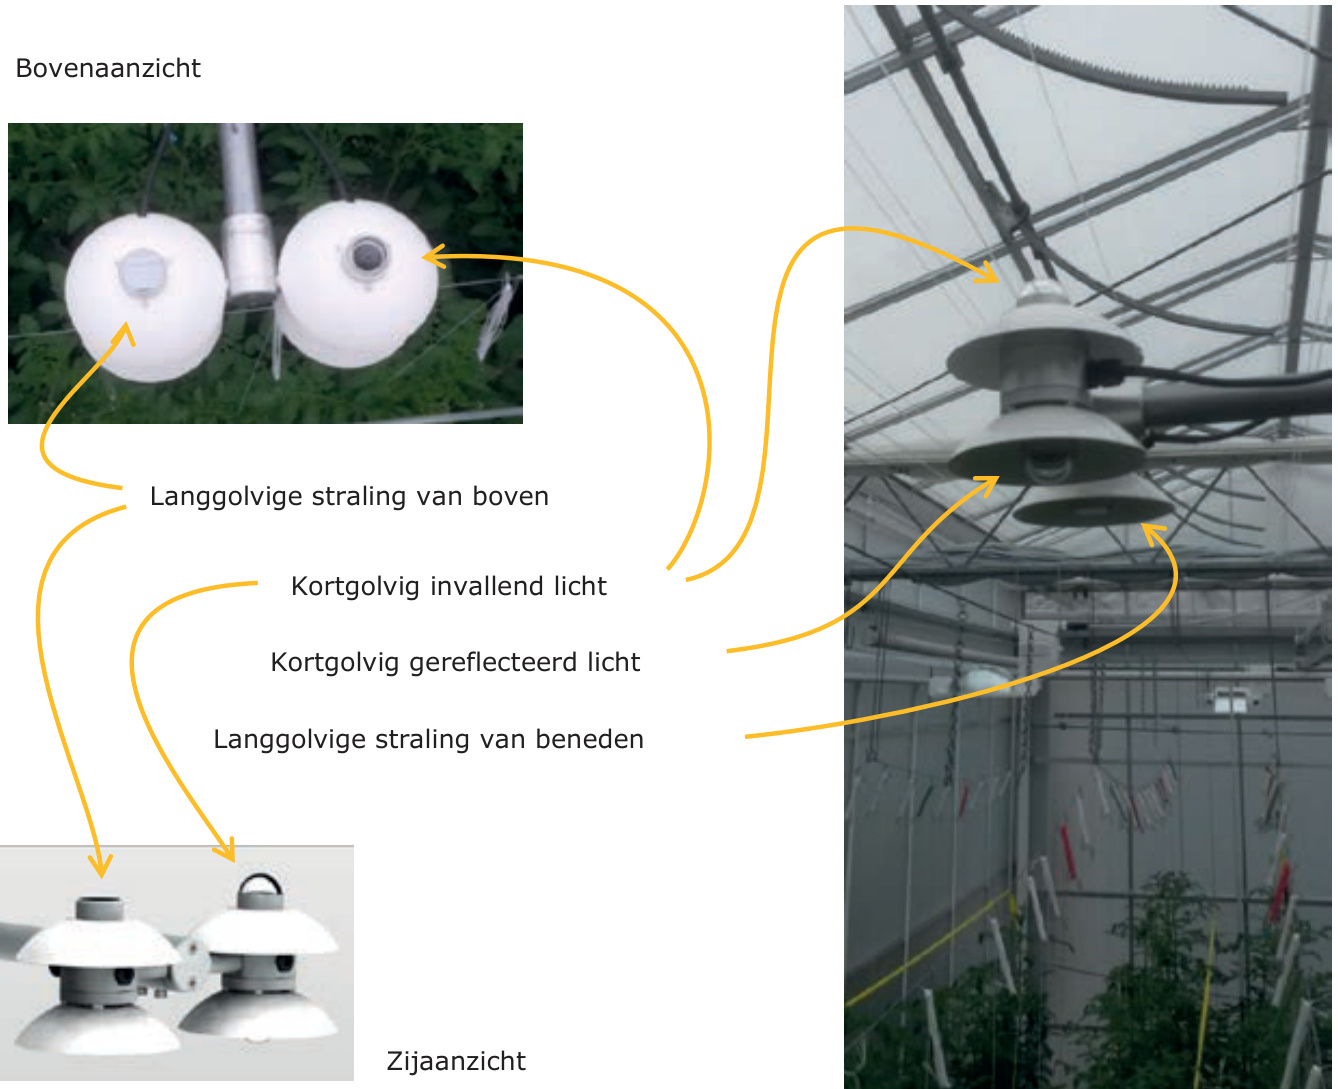 Bovenaanzicht
Langgolvige straling van boven
Kortgolvig invallend licht
Kortgolvig gereflecteerd licht
Langgolvige straling van beneden
Zijaanzicht